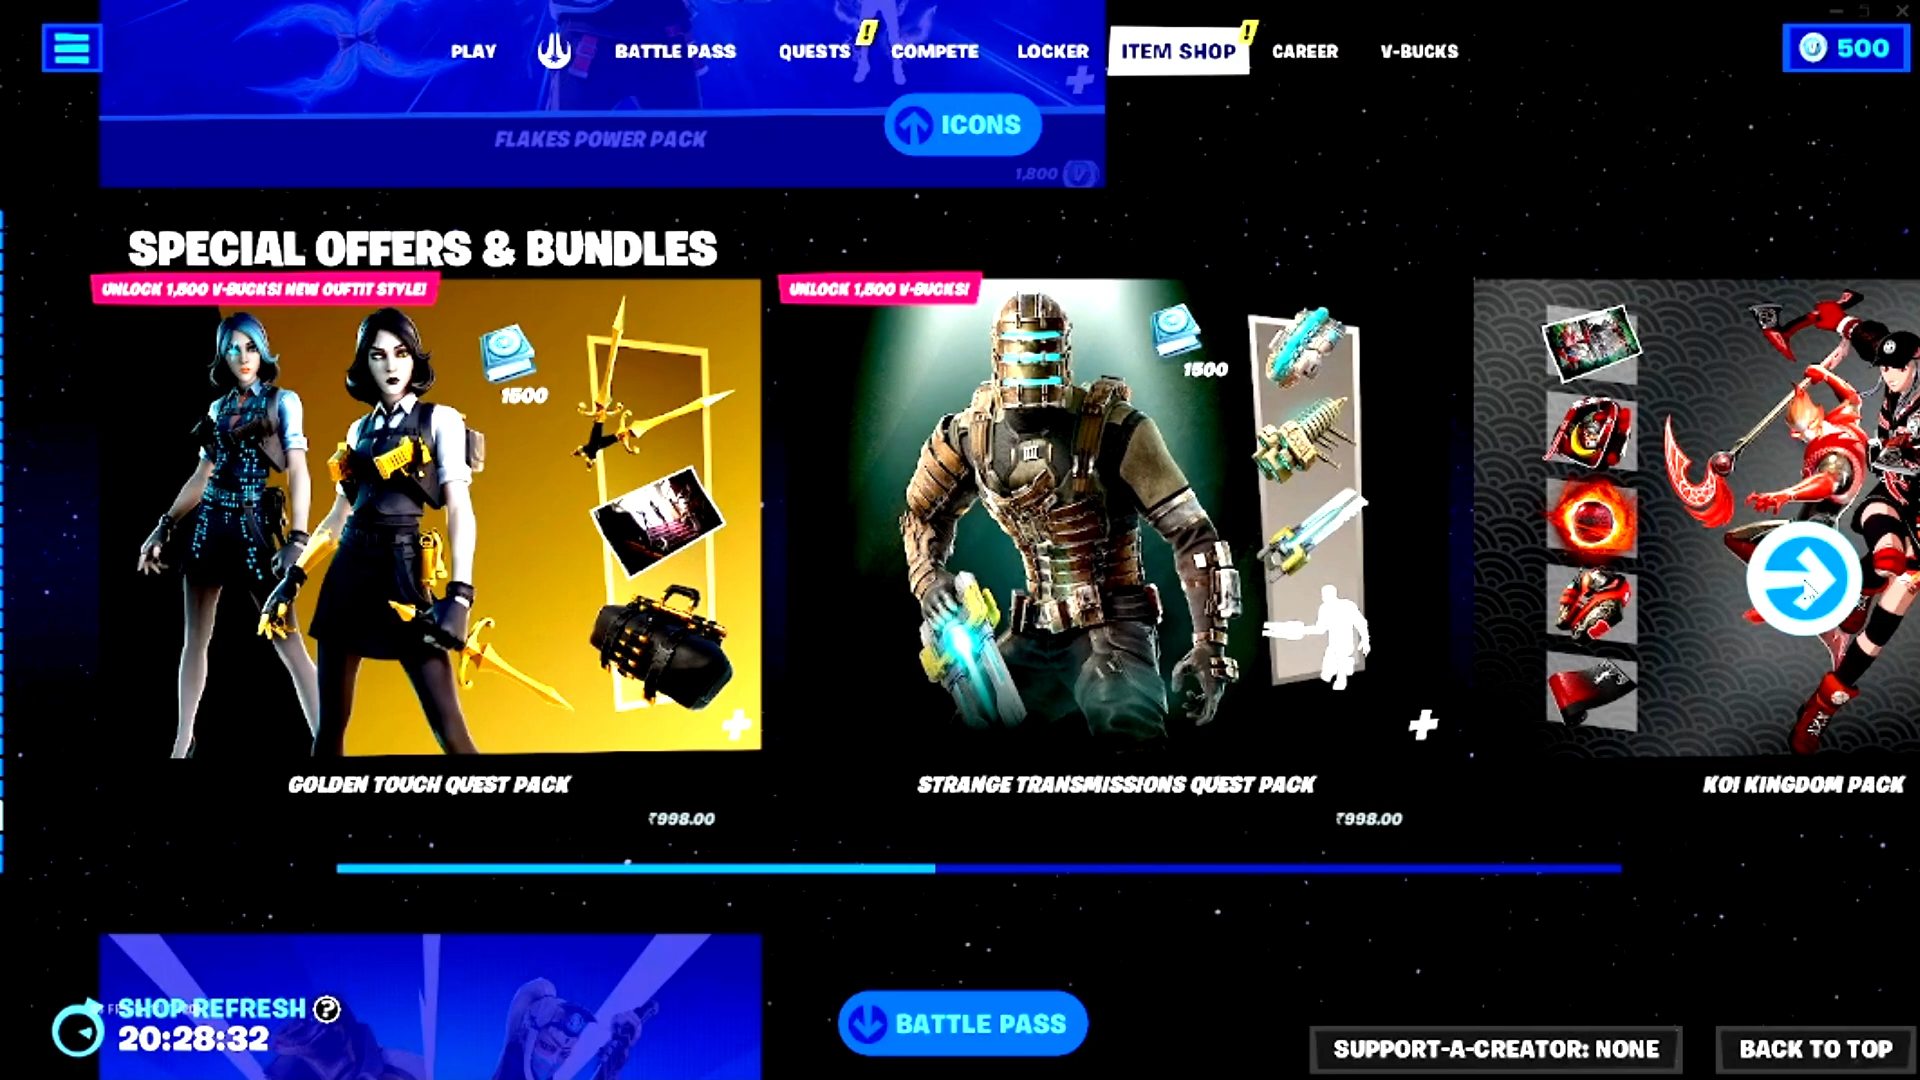 PLAY
BATTLE PASS
QUESTS
COMPETE
LOCKER
ITEM SHOP
CAREER
V-BUCKS
500
ICONS
FLAKES POWER PACK
1,800
SPECIAL OFFERS & BUNDLES
UNLOCK 1,500 V-BUCKS! NEW OUFTIT STYLE!
UNLOCK 1,500 V-BUCKS!
1500
1500
GOLDEN TOUCH QUEST PACK
STRANGE TRANSMISSIONS QUEST PACK
KOI KINGDOM PACK
₹998.00
₹998.00
SHOP REFRESH ?
20:28:32
BATTLE PASS
SUPPORT-A-CREATOR: NONE
BACK TO TOP